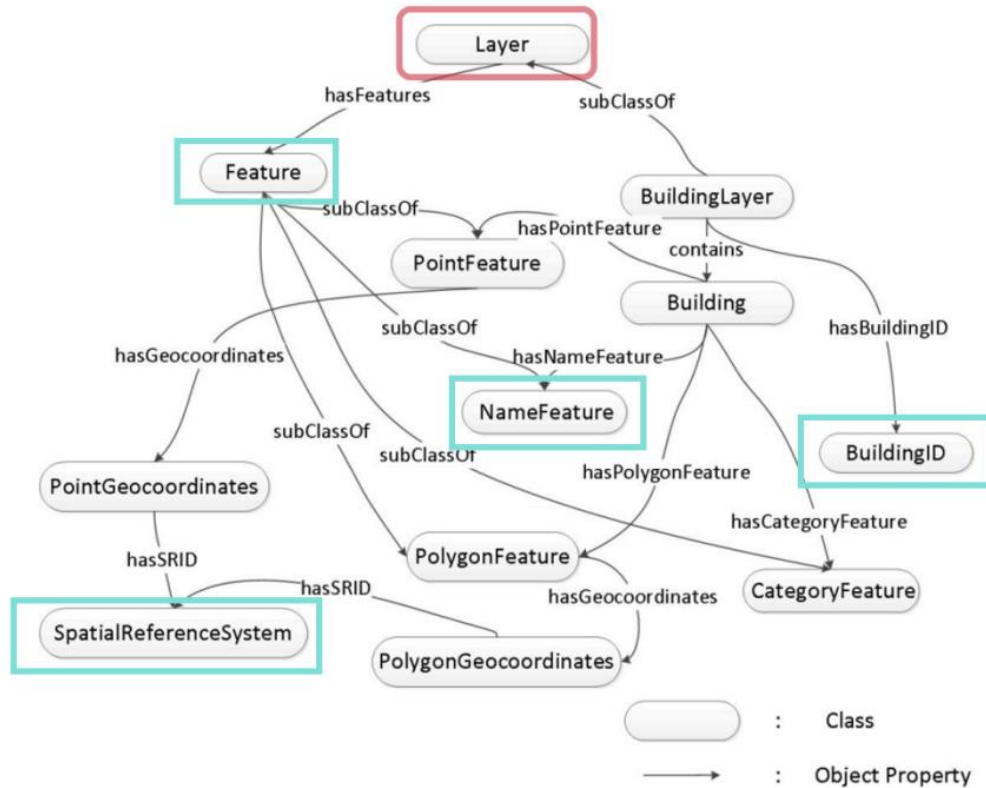 Layer
hasFeatures
subClassOf
Feature
BuildingLayer
subClassOf
hasPointFeature
contains
PointFeature
Building
subClassOf
hasBuildingID
hasGeocoordinates
hasNameFeature
NameFeature
subClassOf
subClassOf
BuildingID
hasPolygonFeature
PointGeocoordinates
hasCategoryFeature
hasSRID
PolygonFeature
hasSRID
hasGeocoordinates
CategoryFeature
SpatialReferenceSystem
PolygonGeocoordinates
: Class
: Object Property